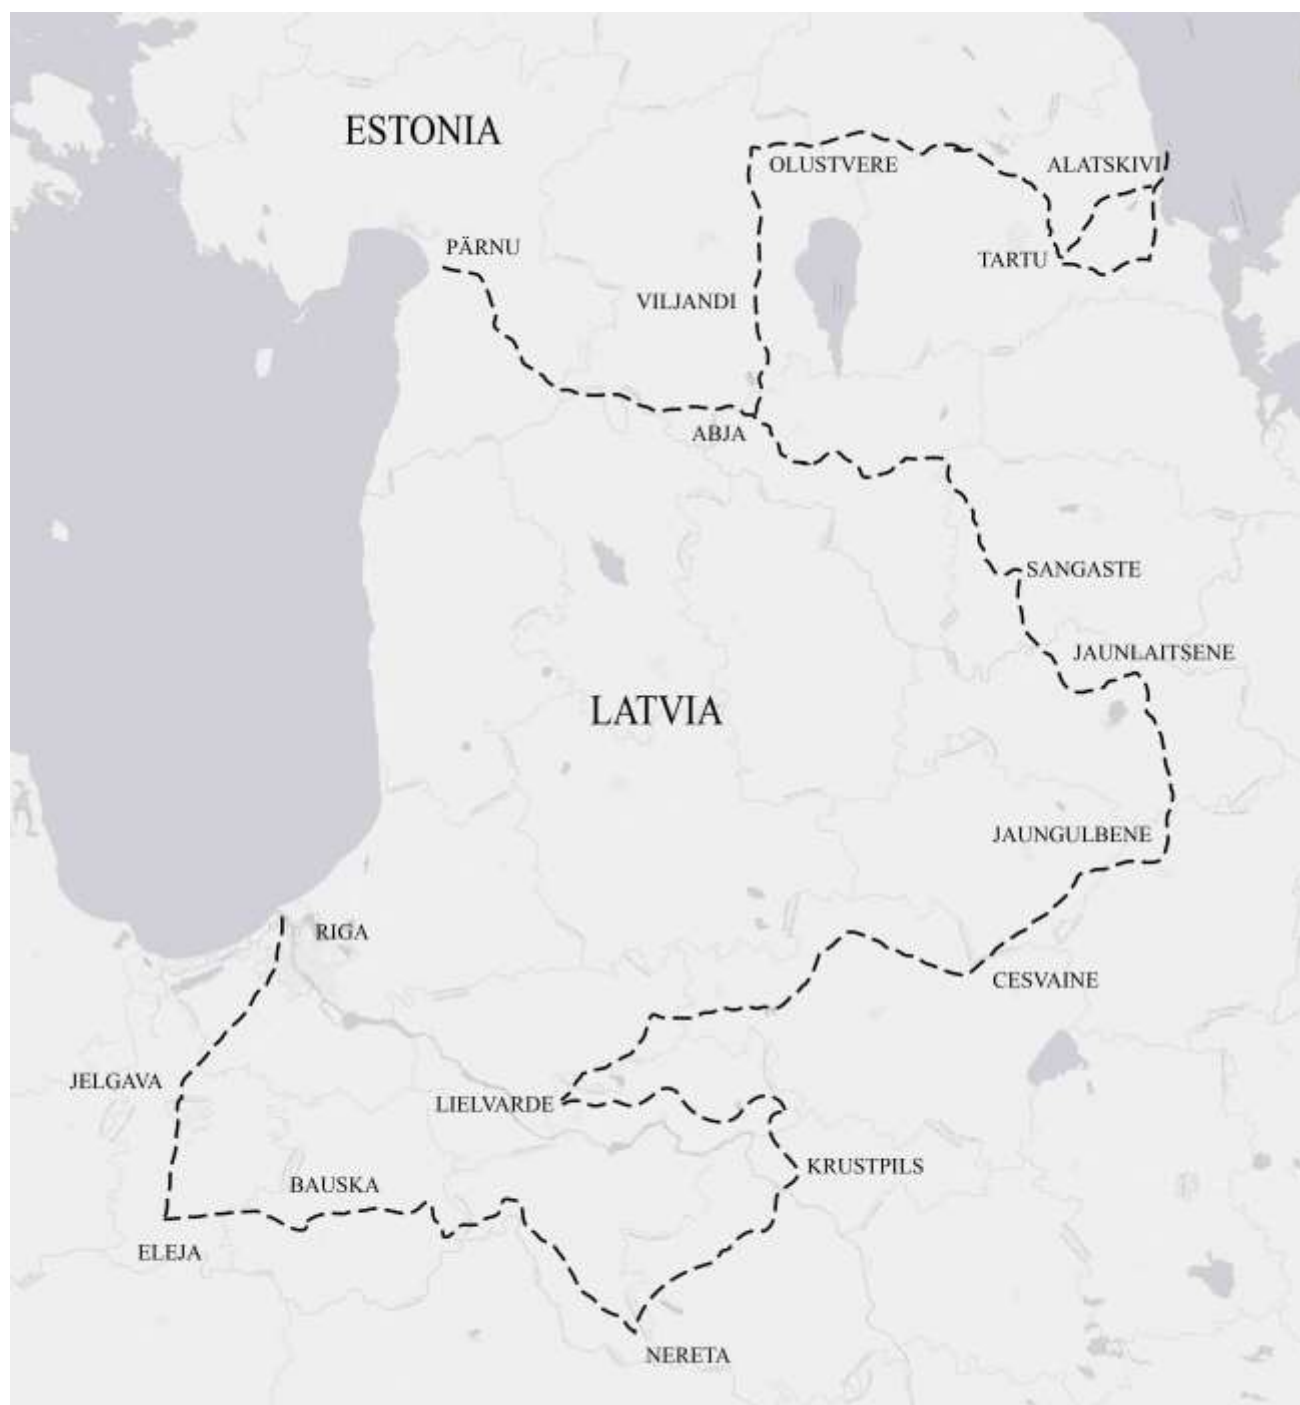 ESTONIA
OLUSTVERE
ALATSKIVI
PÄRNU
TARTU
VILJANDI
ABJA
SANGASTE
JAUNLAITSENE
LATVIA
JAUNGULBENE
RIGA
CESVAINE
JELGAVA
LIELVARDE
KRUSTPILS
BAUSKA
ELEJA
NERETA